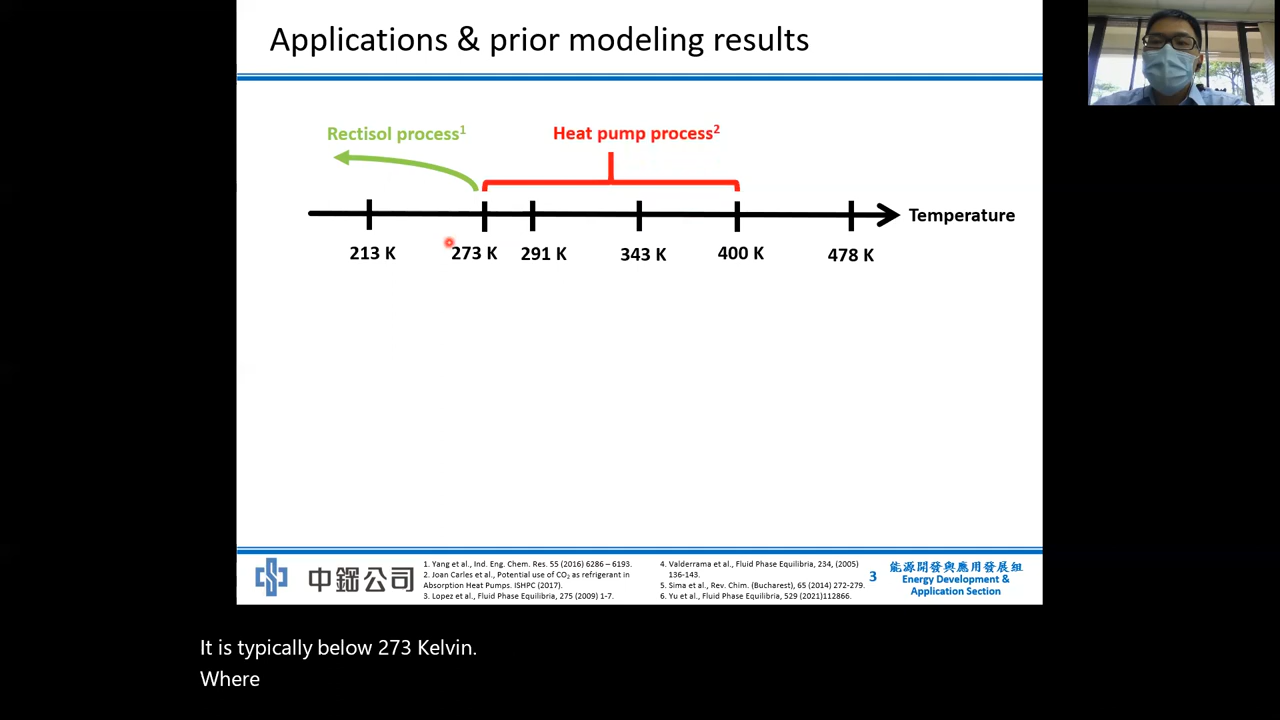 Applications & prior modeling results
Rectisol process1
Heat pump process2
Temperature
213 K
273 K
291 K
343 K
400 K
478 K
中鋼公司
1. Yang et al., Ind. Eng. Chem. Res. 55 (2016) 6286 – 6193.
2. Joan Carles et al., Potential use of CO2 as refrigerant in
Absorption Heat Pumps. ISHPC (2017).
3. Lopez et al., Fluid Phase Equilibria, 275 (2009) 1-7.
4. Valderrama et al., Fluid Phase Equilibria, 234, (2005)
136-143.
5. Sima et al., Rev. Chim. (Bucharest), 65 (2014) 272-279.
6. Yu et al., Fluid Phase Equilibria, 529 (2021)112866.
3
能源開發與應用發展組
Energy Development &
Application Section
It is typically below 273 Kelvin.
Where